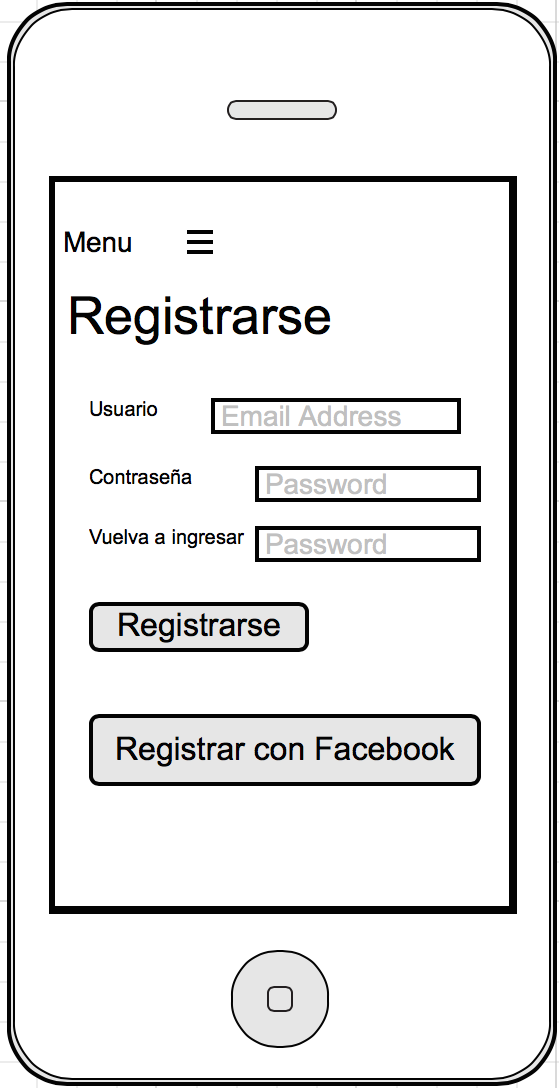 Menu
Registrarse
Usuario
Email Address
Contraseña
Password
Vuelva a ingresar
Password
Registrarse
Registrar con Facebook